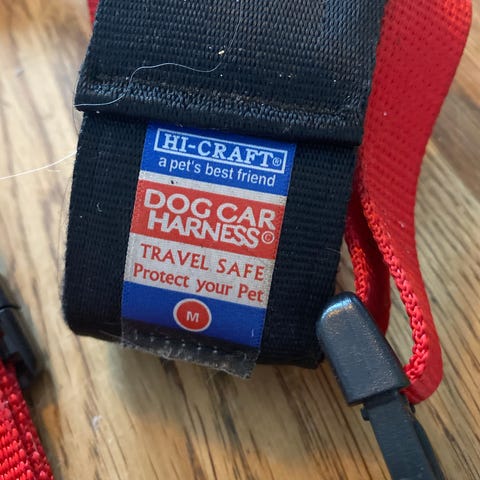 HI-CRAFT®
a pet's best friend
DOG CAR
HARNESS©
TRAVEL SAFE
Protect your Pet
M